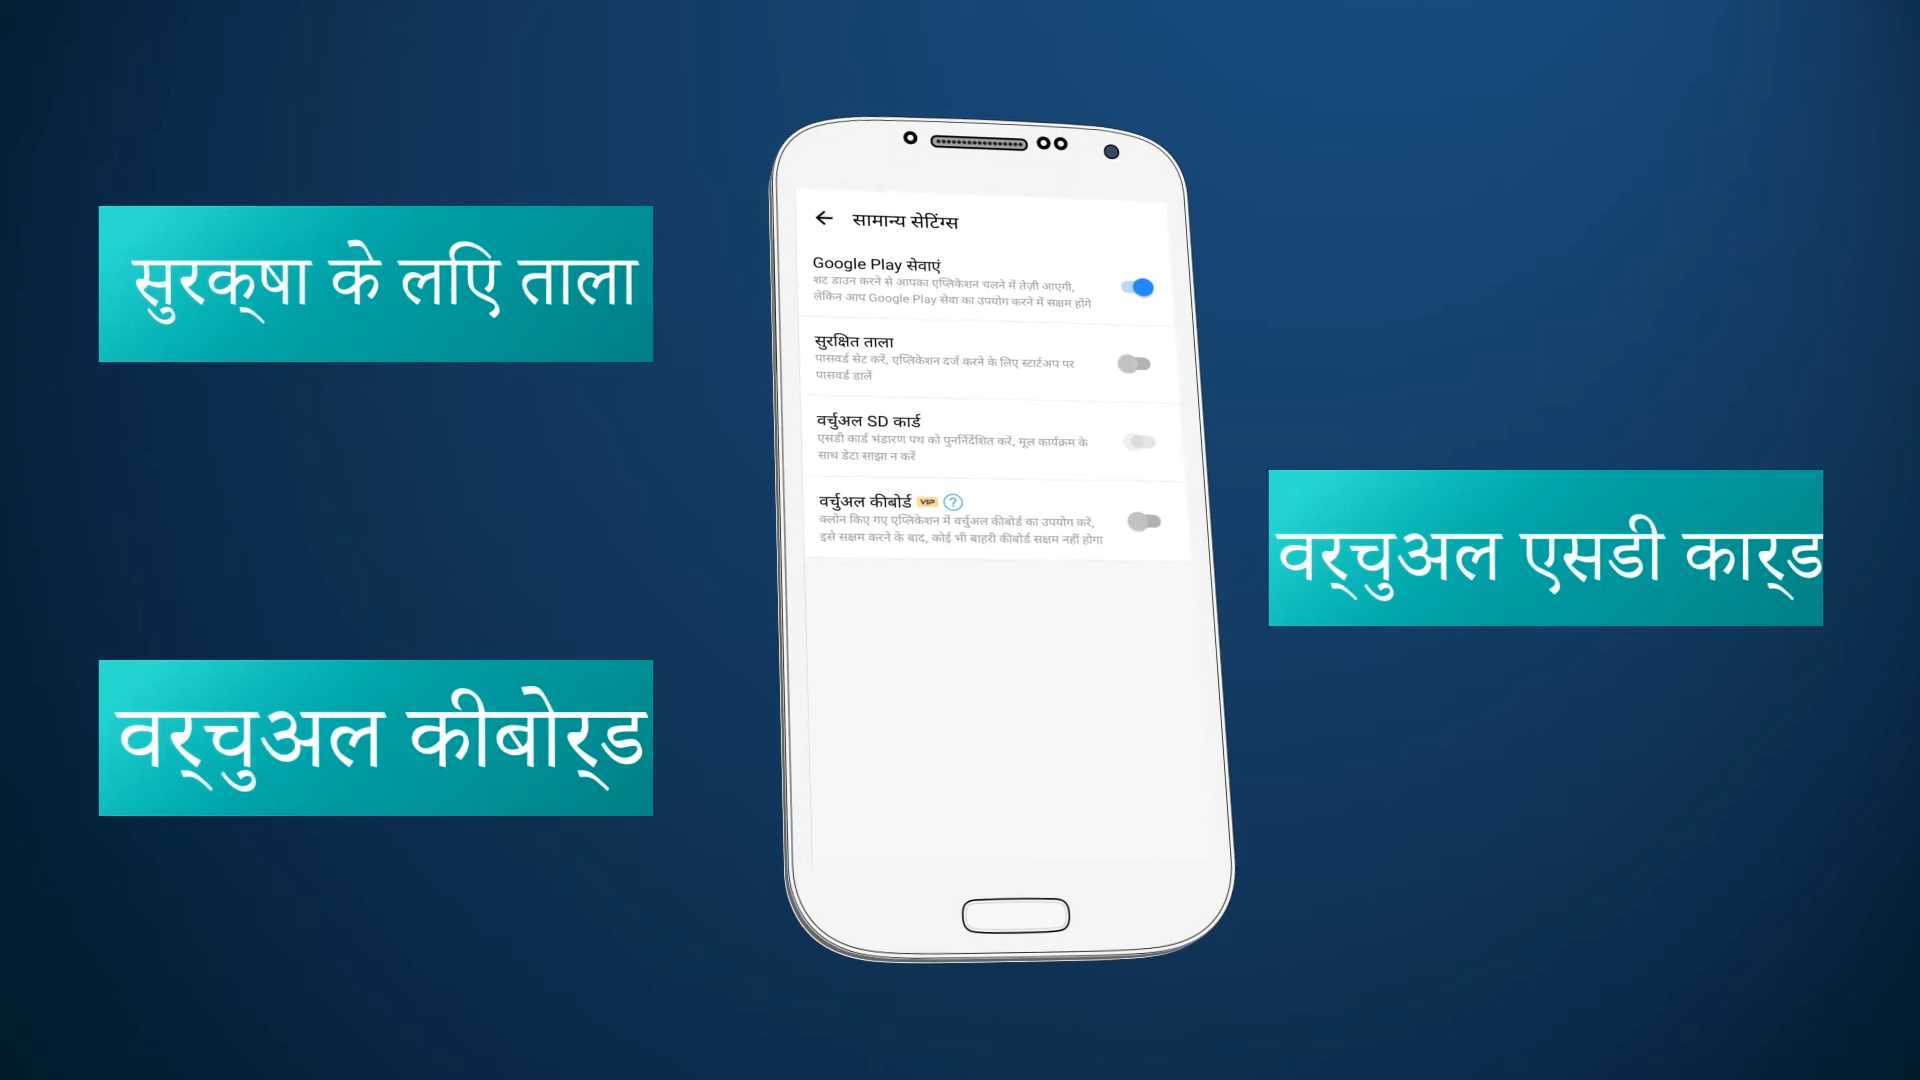 सुरक्षा के लिए ताला
वर्चुअल कीबोर्ड
सामान्य सेटिंग्स
Google Play सेवाएं
शट डाउन करने से आपका एप्लिकेशन चलने में तेज़ी आएगी,
लेकिन आप Google Play सेवा का उपयोग करने में सक्षम होंगे
सुरक्षित ताला
पासवर्ड सेट करें, एप्लिकेशन दर्ज करने के लिए स्टार्टअप पर
पासवर्ड डालें
वर्चुअल SD कार्ड
एसडी कार्ड भंडारण पथ को पुनर्निर्देशित करें, मूल कार्यक्रम के
साथ डेटा साझा न करें
वर्चुअल कीबोर्ड VIP ?
क्लोन किए गए एप्लिकेशन में वर्चुअल कीबोर्ड का उपयोग करें,
इसे सक्षम करने के बाद, कोई भी बाहरी कीबोर्ड सक्षम नहीं होगा
वर्चुअल एसडी कार्ड